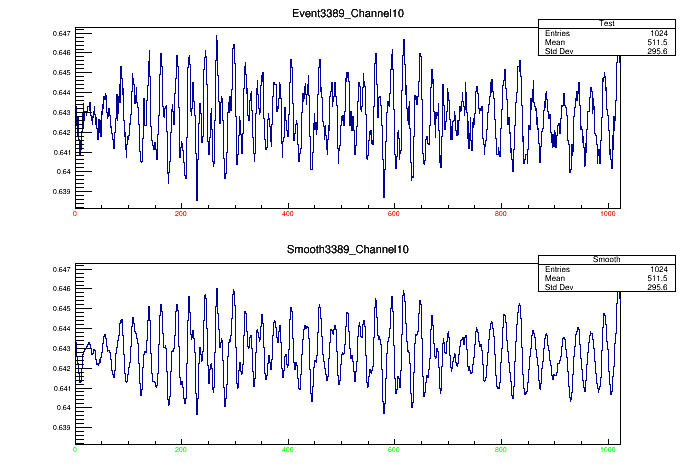 Event3389_Channel10
Test
Entries 1024
Mean 511.5
Std Dev 295.6
0.647
0.646
0.645
0.644
0.643
0.642
0.641
0.64
0.639
0 200 400 600 800 1000
Smooth3389_Channel10
Smooth
Entries 1024
Mean 511.5
Std Dev 295.6
0.647
0.646
0.645
0.644
0.643
0.642
0.641
0.64
0.639
0 200 400 600 800 1000